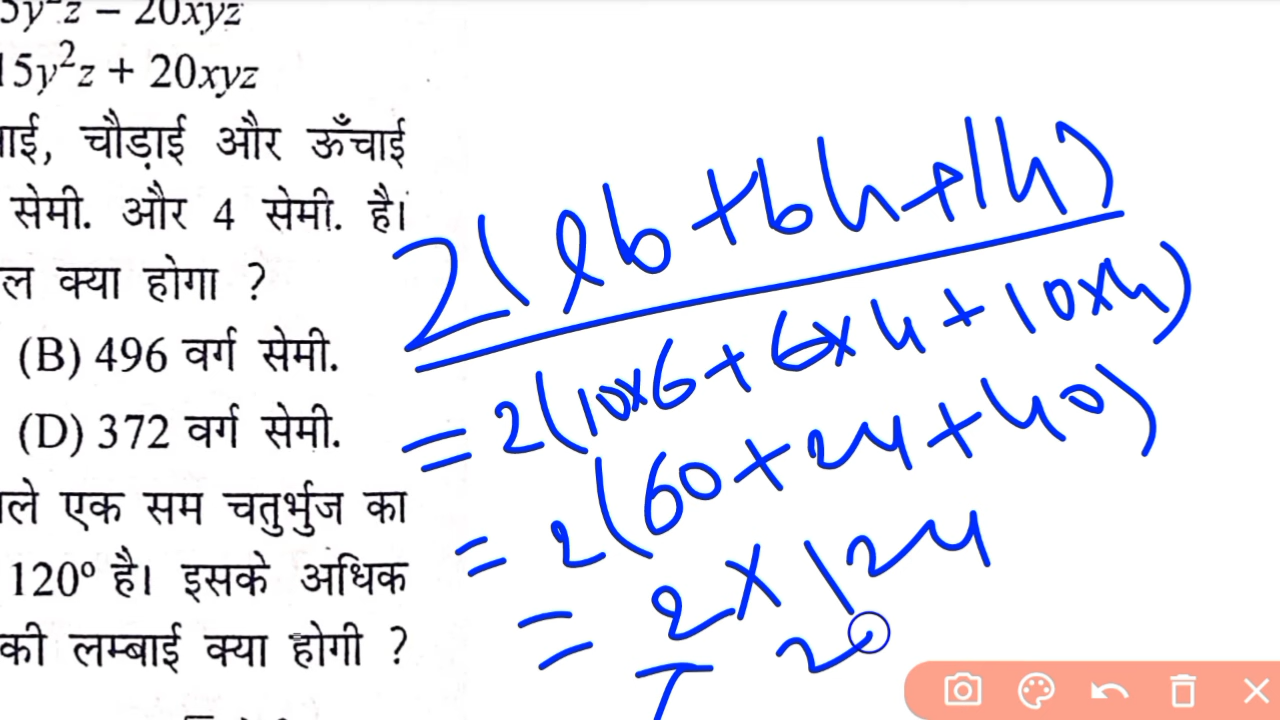 5y²z – 20xyz
15y²z + 20xyz
चौड़ाई और ऊँचाई
सेमी. और 4 सेमी. है।
क्या होगा ?
(B) 496 वर्ग सेमी.
(D) 372 वर्ग सेमी.
एक सम चतुर्भुज का
120° है। इसके अधिक
की लम्बाई क्या होगी ?
2(lb+bh+lh)
= 2(10×6+6×4+10×4)
= 2(60+24+40)
= 2×124
2